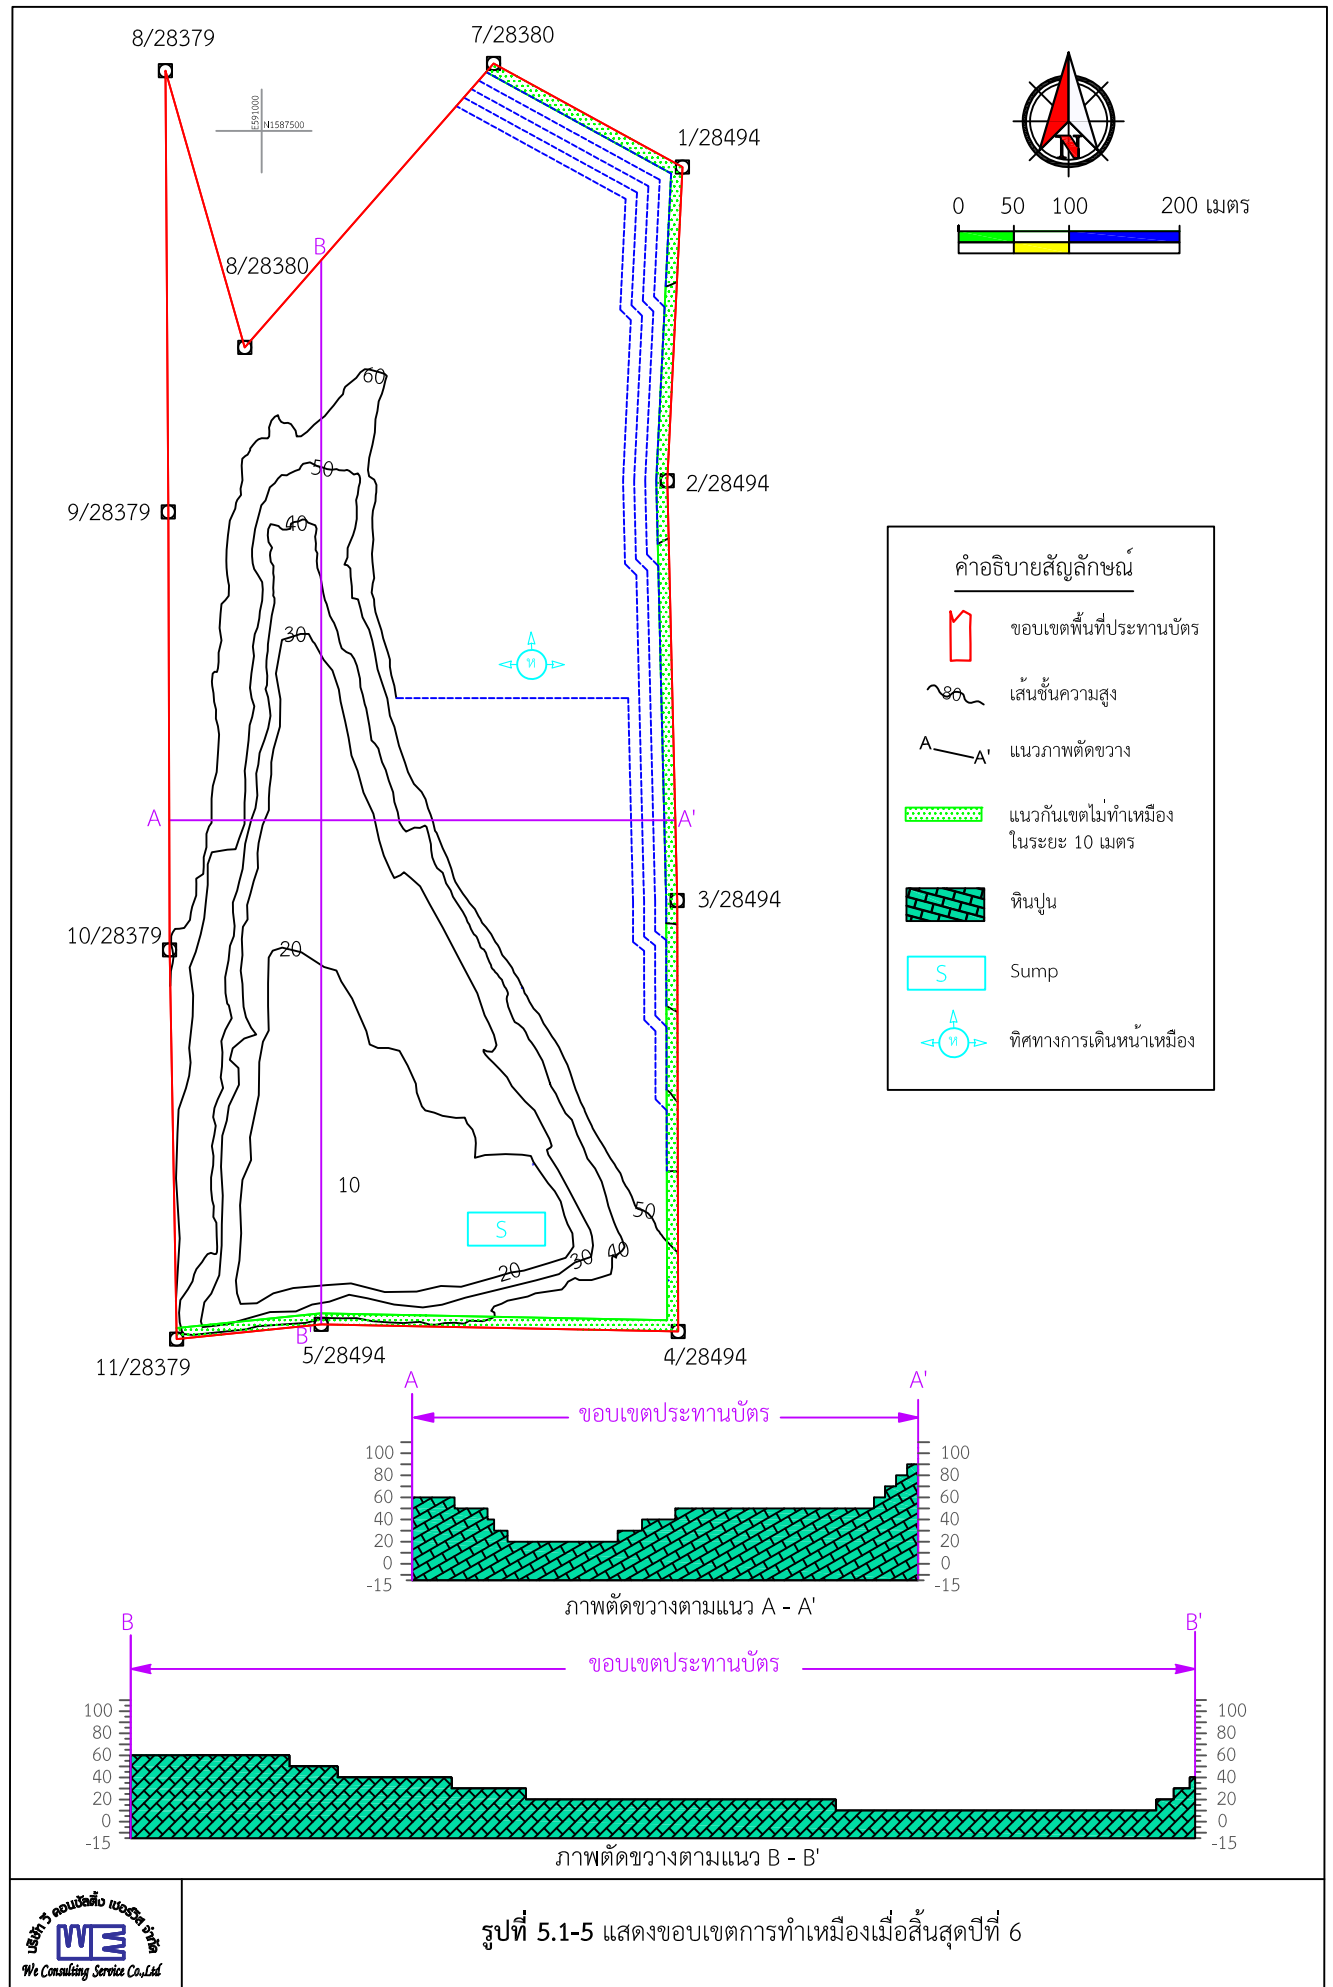 8/28379
7/28380
E591000
N1587500
1/28494
N
0 50 100 200 เมตร
B
8/28380
60
50
2/28494
9/28379
40
คำอธิบายสัญลักษณ์
ขอบเขตพื้นที่ประทานบัตร
30
ท
80
เส้นชั้นความสูง
A A'
แนวภาพตัดขวาง
A
A'
แนวกันเขตไม่ทำเหมือง
ในระยะ 10 เมตร
3/28494
หินปูน
10/28379
20
S
Sump
ท
ทิศทางการเดินหน้าเหมือง
10
50
S
40
30
20
B'
11/28379
5/28494
4/28494
A
A'
ขอบเขตประทานบัตร
100 100
80 80
60 60
40 40
20 20
0 0
-15 -15
ภาพตัดขวางตามแนว A - A'
B
B'
ขอบเขตประทานบัตร
100 100
80 80
60 60
40 40
20 20
0 0
-15 -15
ภาพตัดขวางตามแนว B - B'
บริษัท วี คอนซัลติ้ง เซอร์วิส จำกัด
WE
We Consulting Service Co.,Ltd
รูปที่ 5.1-5 แสดงขอบเขตการทำเหมืองเมื่อสิ้นสุดปีที่ 6